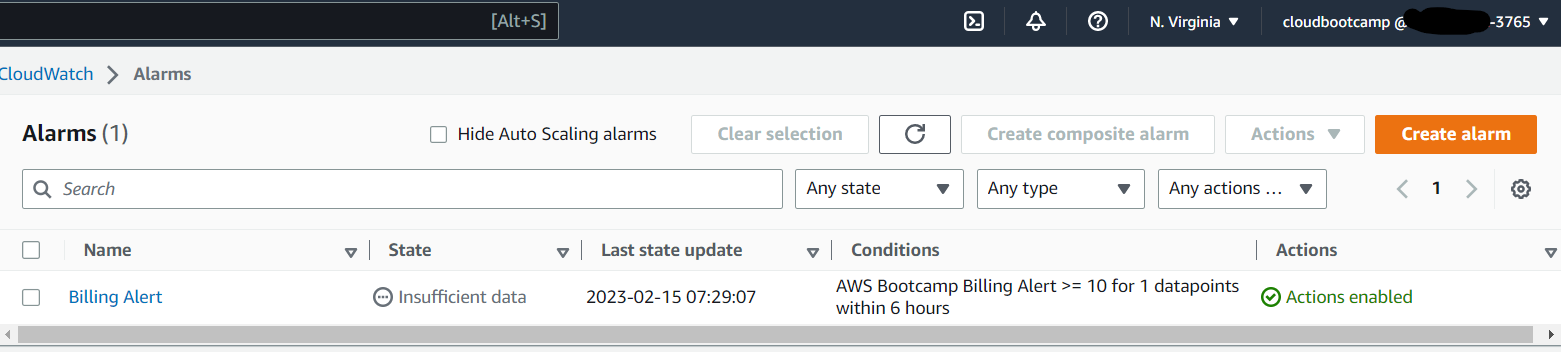 [Alt+S] N. Virginia cloudbootcamp @ -3765
CloudWatch Alarms
Alarms (1) Hide Auto Scaling alarms Clear selection Create composite alarm Actions Create alarm
Search Any state Any type Any actions ... 1
Name State Last state update Conditions Actions
Billing Alert Insufficient data 2023-02-15 07:29:07 AWS Bootcamp Billing Alert >= 10 for 1 datapoints Actions enabled
within 6 hours